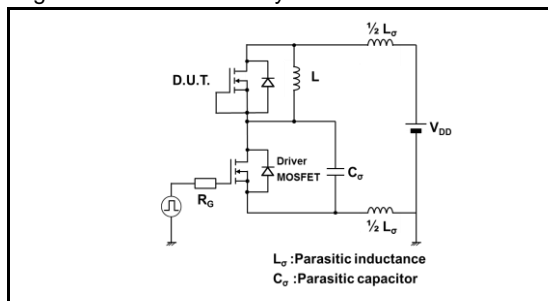 ½ Lσ
D.U.T.
L
VDD
Driver
MOSFET
Cσ
RG
½ Lσ
Lσ :Parasitic inductance
Cσ :Parasitic capacitor